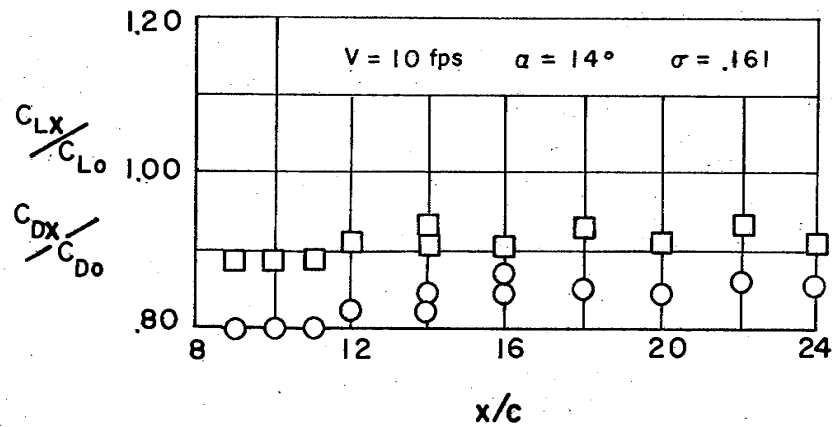 1.20
V = 10 fps α = 14° σ = .161
C_LX/C_LO
1.00
C_DX/C_DO
.80
8 12 16 20 24
x/c